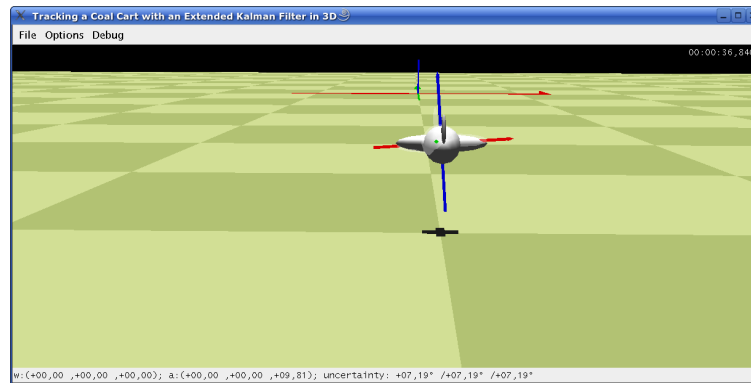 Tracking a Coal Cart with an Extended Kalman Filter in 3D
File Options Debug
00:00:36,840
w:(+00,00 ,+00,00 ,+00,00); a:(+00,00 ,+00,00 ,+09,81); uncertainty: +07,19° /+07,19° /+07,19°